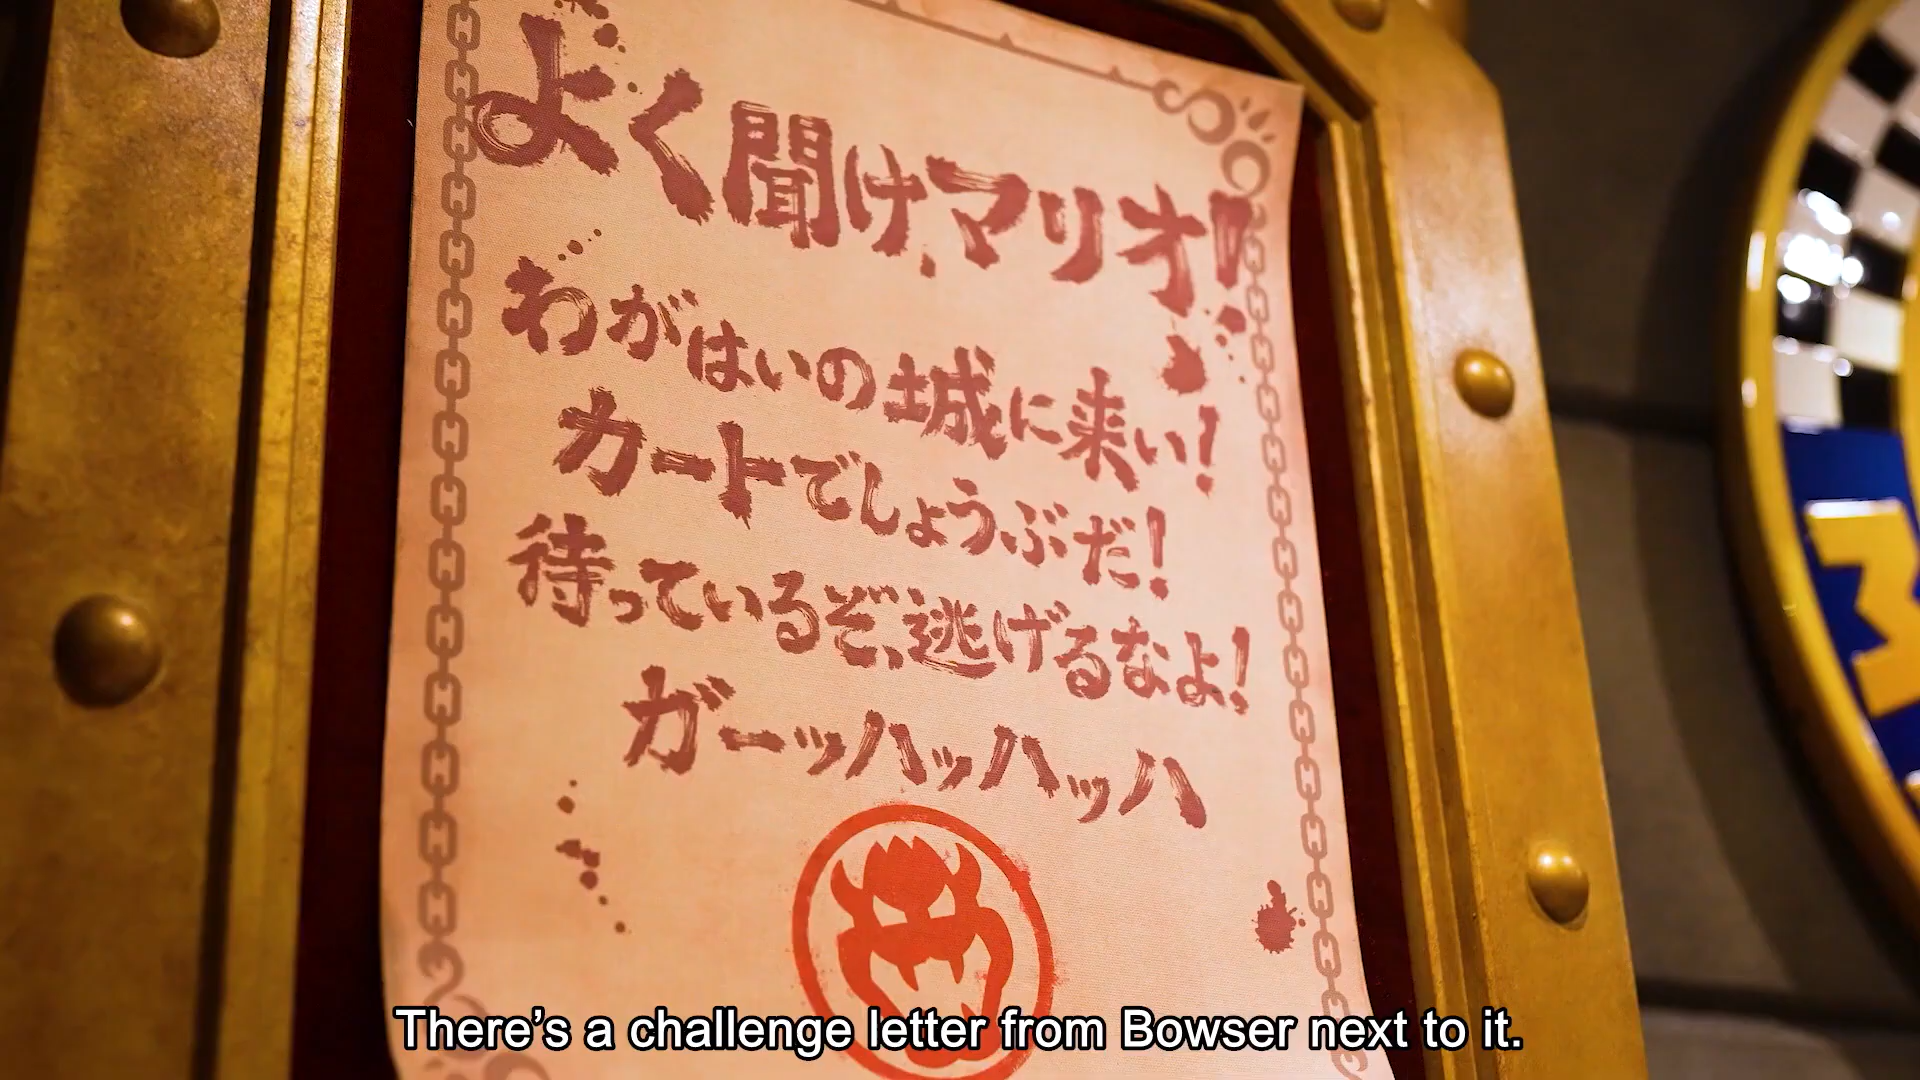 よく聞け、マリオ!
わがはいの城に来い!
カートでしょうぶだ!
待っているぞ、逃げるなよ!
ガーッハッハッハ
M
There's a challenge letter from Bowser next to it.